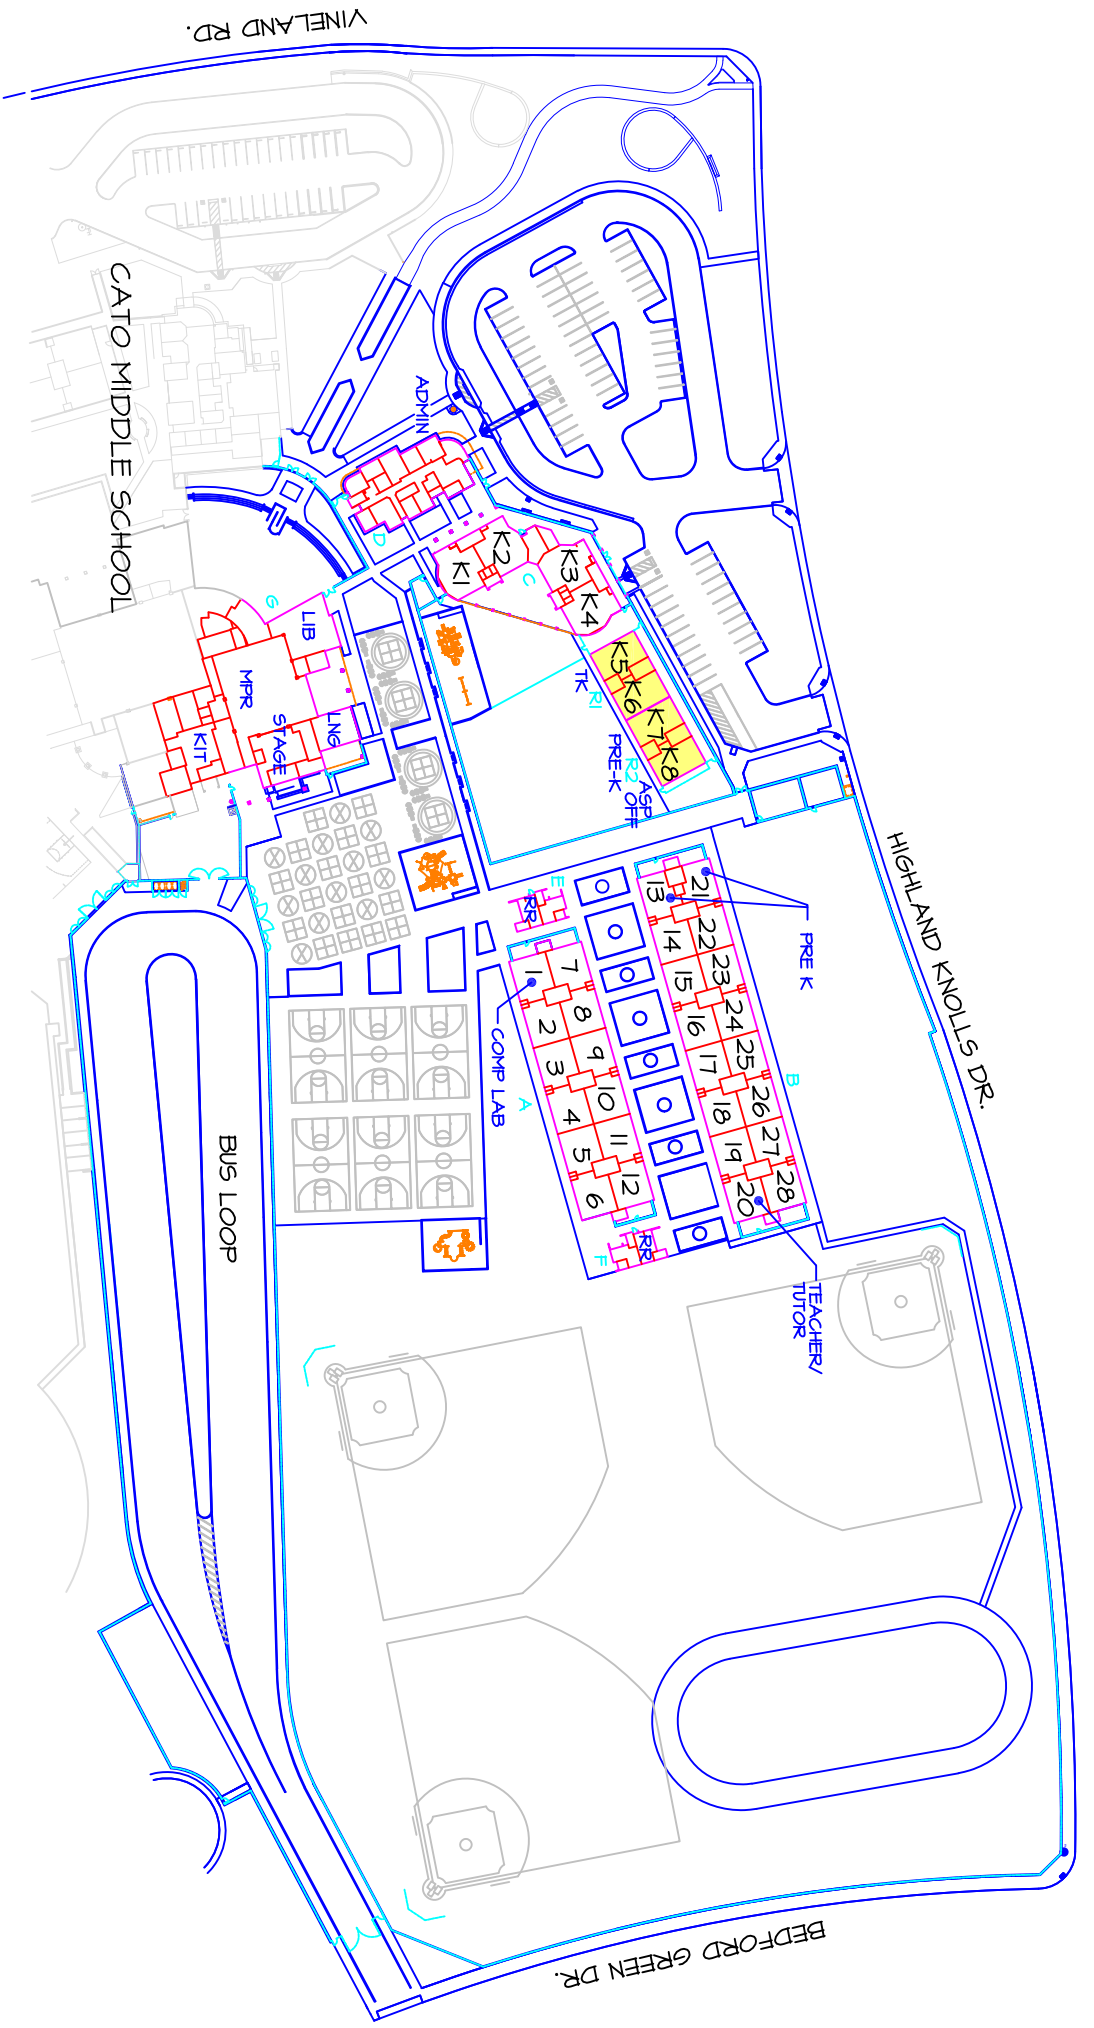 VINELAND RD.
CATO MIDDLE SCHOOL
ADMIN
D
K1
K2
C
K3
K4
K5
K6
TK
R1
K7
K8
R2
PRE-K
ASP
OFF
G
LIB
MPR
LNG
STAGE
KIT
HIGHLAND KNOLLS DR.
E
RR
13
14
15
16
17
18
19
20
21
22
23
24
25
26
27
28
B
PRE K
1
2
3
4
5
6
7
8
9
10
11
12
A
COMP LAB
F
RR
TEACHER/
TUTOR
BUS LOOP
BEDFORD GREEN DR.